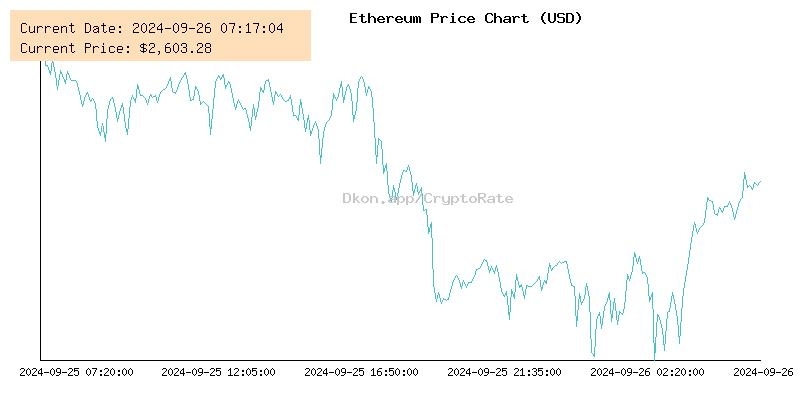 Ethereum Price Chart (USD)
Current Date: 2024-09-26 07:17:04
Current Price: $2,603.28
Dkon.app/CryptoRate
2024-09-25 07:20:00
2024-09-25 12:05:00
2024-09-25 16:50:00
2024-09-25 21:35:00
2024-09-26 02:20:00
2024-09-26